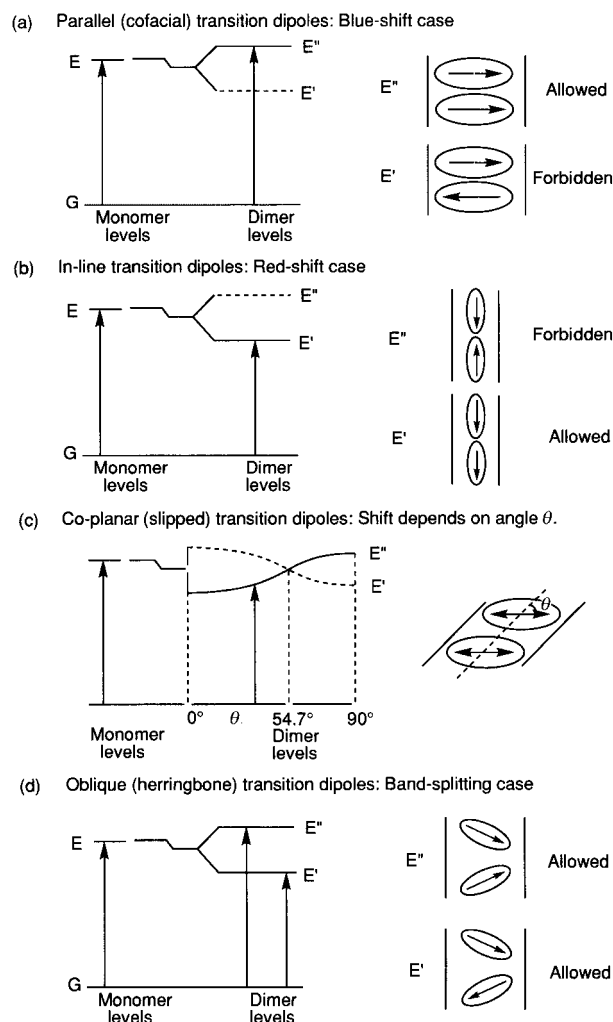 (a) Parallel (cofacial) transition dipoles: Blue-shift case
E
E"
E'
G
Monomer levels
Dimer levels
E"
Allowed
E'
Forbidden
(b) In-line transition dipoles: Red-shift case
E
E"
E'
G
Monomer levels
Dimer levels
E"
Forbidden
E'
Allowed
(c) Co-planar (slipped) transition dipoles: Shift depends on angle θ.
E"
E'
θ
0° θ. 54.7° 90°
Monomer levels
Dimer levels
(d) Oblique (herringbone) transition dipoles: Band-splitting case
E
E"
E'
G
Monomer levels
Dimer levels
E"
Allowed
E'
Allowed